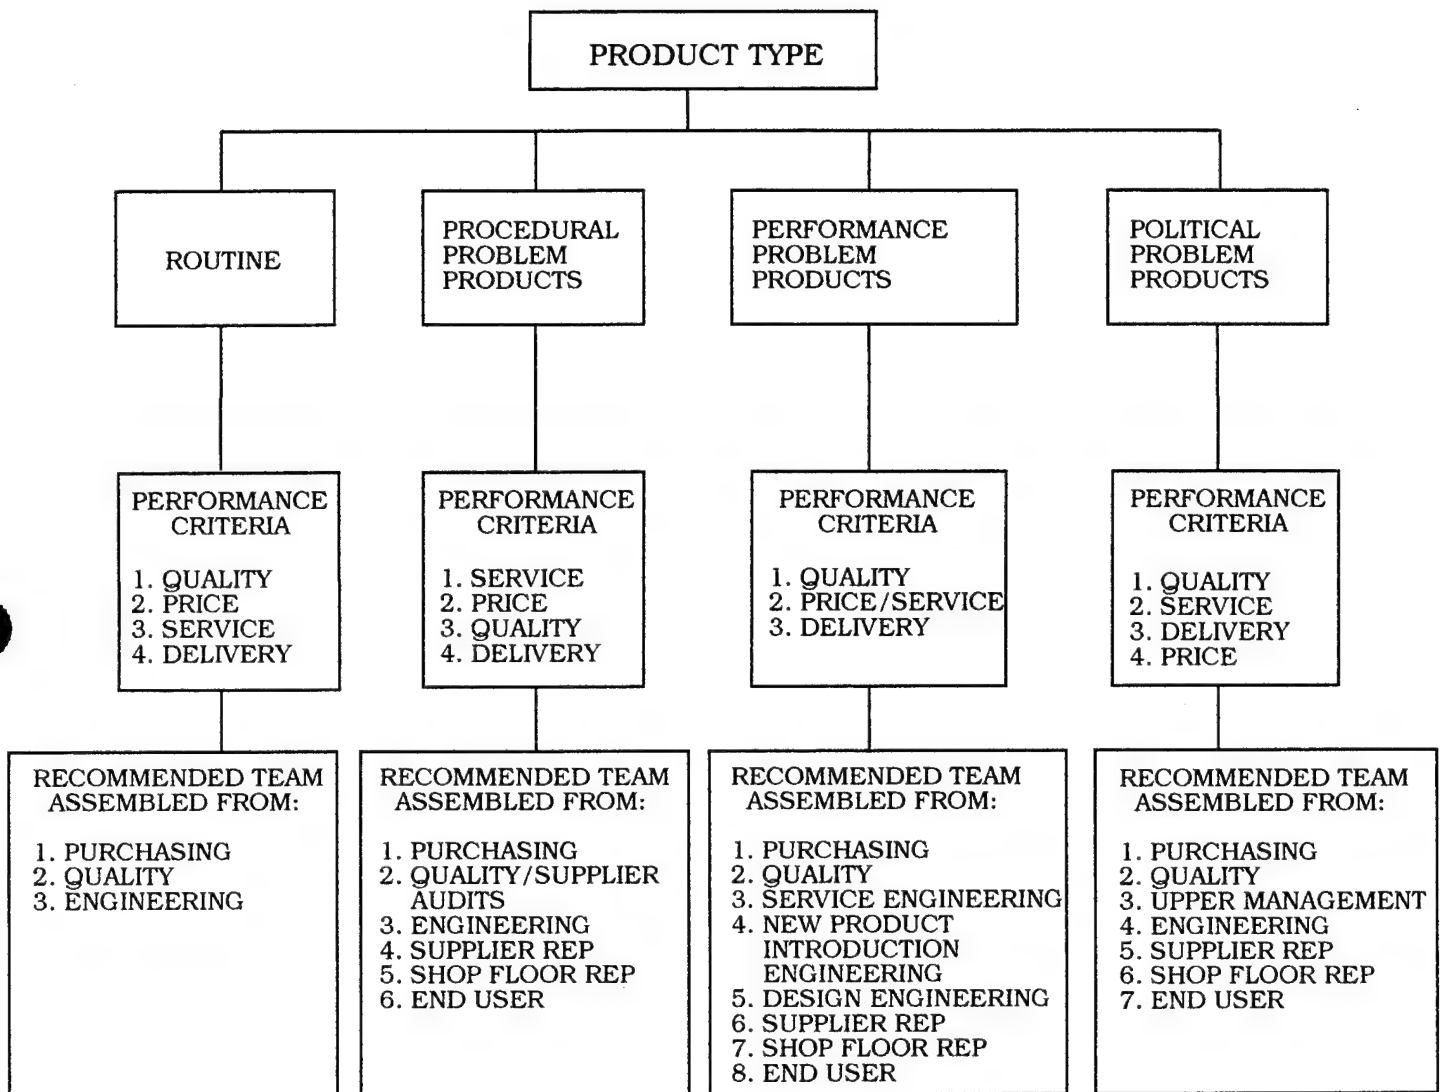 PRODUCT TYPE
ROUTINE
PROCEDURAL
PROBLEM
PRODUCTS
PERFORMANCE
PROBLEM
PRODUCTS
POLITICAL
PROBLEM
PRODUCTS
PERFORMANCE
CRITERIA
1. QUALITY
2. PRICE
3. SERVICE
4. DELIVERY
PERFORMANCE
CRITERIA
1. SERVICE
2. PRICE
3. QUALITY
4. DELIVERY
PERFORMANCE
CRITERIA
1. QUALITY
2. PRICE/SERVICE
3. DELIVERY
PERFORMANCE
CRITERIA
1. QUALITY
2. SERVICE
3. DELIVERY
4. PRICE
RECOMMENDED TEAM
ASSEMBLED FROM:
1. PURCHASING
2. QUALITY
3. ENGINEERING
RECOMMENDED TEAM
ASSEMBLED FROM:
1. PURCHASING
2. QUALITY/SUPPLIER
AUDITS
3. ENGINEERING
4. SUPPLIER REP
5. SHOP FLOOR REP
6. END USER
RECOMMENDED TEAM
ASSEMBLED FROM:
1. PURCHASING
2. QUALITY
3. SERVICE ENGINEERING
4. NEW PRODUCT
INTRODUCTION
ENGINEERING
5. DESIGN ENGINEERING
6. SUPPLIER REP
7. SHOP FLOOR REP
8. END USER
RECOMMENDED TEAM
ASSEMBLED FROM:
1. PURCHASING
2. QUALITY
3. UPPER MANAGEMENT
4. ENGINEERING
5. SUPPLIER REP
6. SHOP FLOOR REP
7. END USER